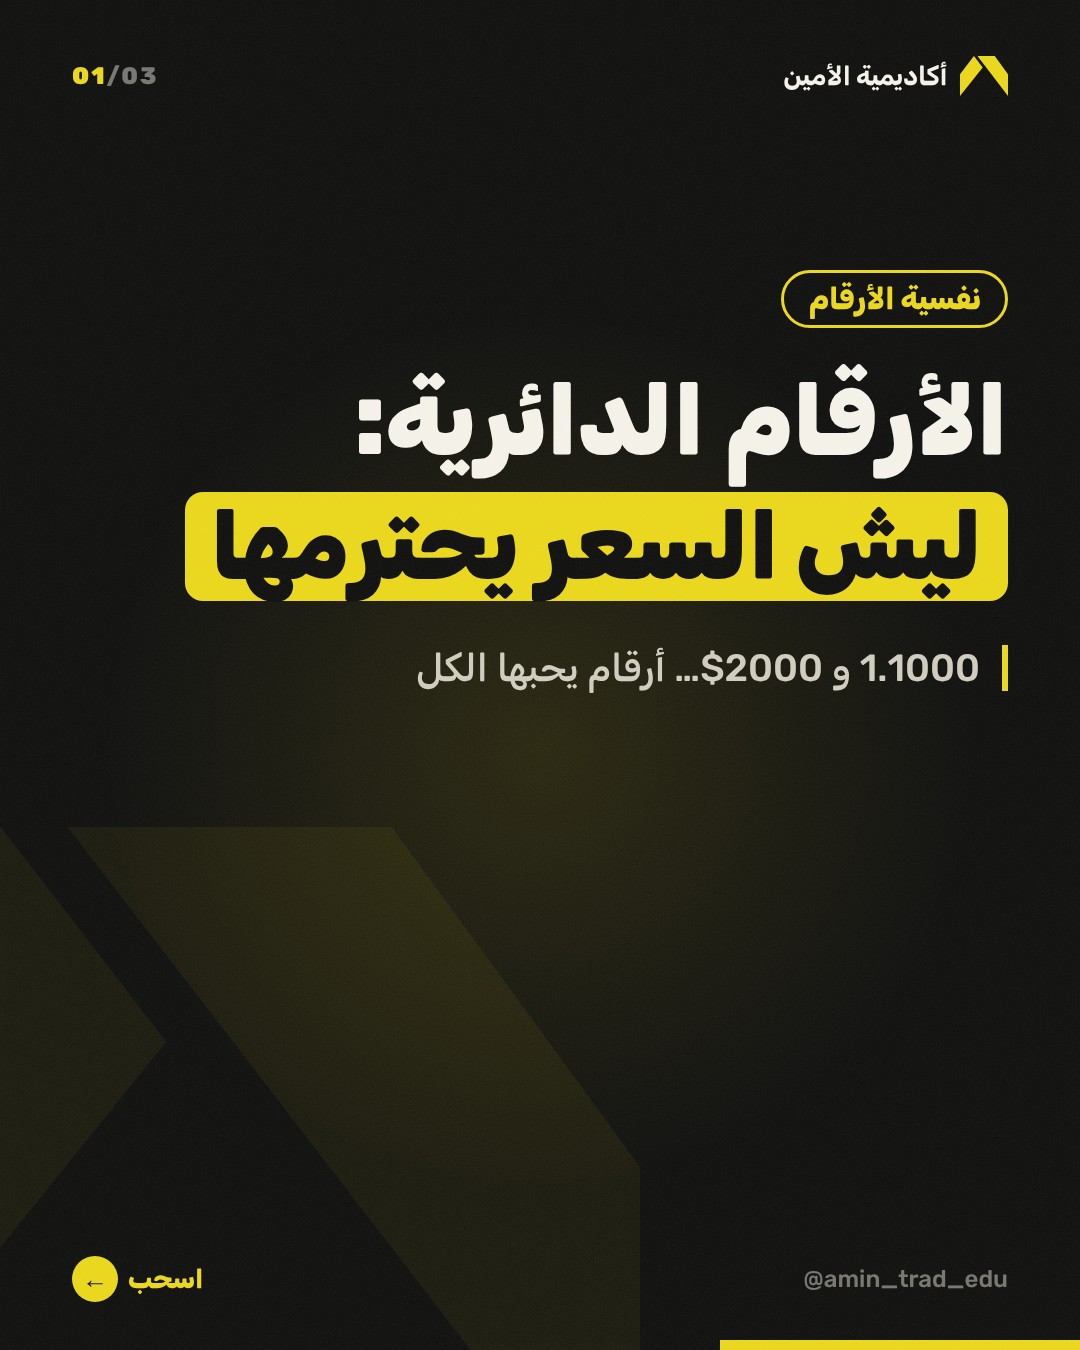 أكاديمية الأمين
01/03
نفسية الأرقام
الأرقام الدائرية:
ليش السعر يحترمها
1.1000 و 2000$... أرقام يحبها الكل
اسحب ←
@amin_trad_edu